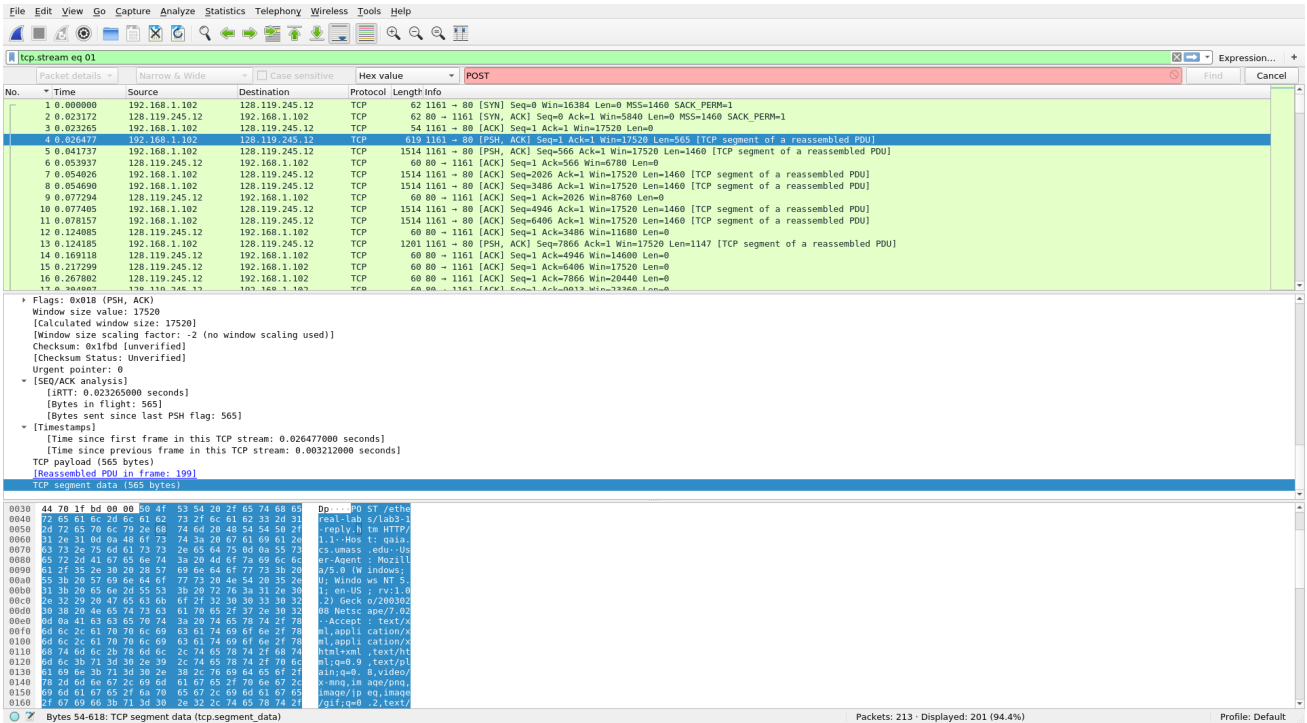 File Edit View Go Capture Analyze Statistics Telephony Wireless Tools Help
tcp.stream eq 01 Expression... +
Packet details Narrow & Wide Case sensitive Hex value POST Find Cancel
No. Time Source Destination Protocol Length Info
1 0.000000 192.168.1.102 128.119.245.12 TCP 62 1161 → 80 [SYN] Seq=0 Win=16384 Len=0 MSS=1460 SACK_PERM=1
2 0.023172 128.119.245.12 192.168.1.102 TCP 62 80 → 1161 [SYN, ACK] Seq=0 Ack=1 Win=5840 Len=0 MSS=1460 SACK_PERM=1
3 0.023265 192.168.1.102 128.119.245.12 TCP 54 1161 → 80 [ACK] Seq=1 Ack=1 Win=17520 Len=0
4 0.026477 192.168.1.102 128.119.245.12 TCP 619 1161 → 80 [PSH, ACK] Seq=1 Ack=1 Win=17520 Len=565 [TCP segment of a reassembled PDU]
5 0.041737 192.168.1.102 128.119.245.12 TCP 1514 1161 → 80 [PSH, ACK] Seq=566 Ack=1 Win=17520 Len=1460 [TCP segment of a reassembled PDU]
6 0.053937 128.119.245.12 192.168.1.102 TCP 60 80 → 1161 [ACK] Seq=1 Ack=566 Win=6780 Len=0
7 0.054026 192.168.1.102 128.119.245.12 TCP 1514 1161 → 80 [ACK] Seq=2026 Ack=1 Win=17520 Len=1460 [TCP segment of a reassembled PDU]
8 0.054690 192.168.1.102 128.119.245.12 TCP 1514 1161 → 80 [ACK] Seq=3486 Ack=1 Win=17520 Len=1460 [TCP segment of a reassembled PDU]
9 0.077294 128.119.245.12 192.168.1.102 TCP 60 80 → 1161 [ACK] Seq=1 Ack=2026 Win=8760 Len=0
10 0.077405 192.168.1.102 128.119.245.12 TCP 1514 1161 → 80 [ACK] Seq=4946 Ack=1 Win=17520 Len=1460 [TCP segment of a reassembled PDU]
11 0.078157 192.168.1.102 128.119.245.12 TCP 1514 1161 → 80 [ACK] Seq=6406 Ack=1 Win=17520 Len=1460 [TCP segment of a reassembled PDU]
12 0.124085 128.119.245.12 192.168.1.102 TCP 60 80 → 1161 [ACK] Seq=1 Ack=3486 Win=11680 Len=0
13 0.124185 192.168.1.102 128.119.245.12 TCP 1201 1161 → 80 [PSH, ACK] Seq=7866 Ack=1 Win=17520 Len=1147 [TCP segment of a reassembled PDU]
14 0.169118 128.119.245.12 192.168.1.102 TCP 60 80 → 1161 [ACK] Seq=1 Ack=4946 Win=14600 Len=0
15 0.217299 128.119.245.12 192.168.1.102 TCP 60 80 → 1161 [ACK] Seq=1 Ack=6406 Win=17520 Len=0
16 0.267802 128.119.245.12 192.168.1.102 TCP 60 80 → 1161 [ACK] Seq=1 Ack=7866 Win=20440 Len=0
17 0.304807 128.119.245.12 192.168.1.102 TCP 60 80 → 1161 [ACK] Seq=1 Ack=9013 Win=23360 Len=0
Flags: 0x018 (PSH, ACK)
Window size value: 17520
[Calculated window size: 17520]
[Window size scaling factor: -2 (no window scaling used)]
Checksum: 0x1fbd [unverified]
[Checksum Status: Unverified]
Urgent pointer: 0
[SEQ/ACK analysis]
[iRTT: 0.023265000 seconds]
[Bytes in flight: 565]
[Bytes sent since last PSH flag: 565]
[Timestamps]
[Time since first frame in this TCP stream: 0.026477000 seconds]
[Time since previous frame in this TCP stream: 0.003212000 seconds]
TCP payload (565 bytes)
[Reassembled PDU in frame: 199]
TCP segment data (565 bytes)
0030 44 70 1f bd 00 00 50 4f 53 54 20 2f 65 74 68 65 Dp····PO ST /ethe
0040 72 65 61 6c 2d 6c 61 62 73 2f 6c 61 62 33 2d 31 real-lab s/lab3-1
0050 2d 72 65 70 6c 79 2e 68 74 6d 20 48 54 54 50 2f -reply.h tm HTTP/
0060 31 2e 31 0d 0a 48 6f 73 74 3a 20 67 61 69 61 2e 1.1··Hos t: gaia.
0070 63 73 2e 75 6d 61 73 73 2e 65 64 75 0d 0a 55 73 cs.umass .edu··Us
0080 65 72 2d 41 67 65 6e 74 3a 20 4d 6f 7a 69 6c 6c er-Agent : Mozill
0090 61 2f 35 2e 30 20 28 57 69 6e 64 6f 77 73 3b 20 a/5.0 (W indows;
00a0 55 3b 20 57 69 6e 64 6f 77 73 20 4e 54 20 35 2e U; Windo ws NT 5.
00b0 31 3b 20 65 6e 2d 55 53 3b 20 72 76 3a 31 2e 30 1; en-US ; rv:1.0
00c0 2e 32 29 20 47 65 63 6b 6f 2f 32 30 30 33 30 32 .2) Geck o/200302
00d0 30 38 20 4e 65 74 73 63 61 70 65 2f 37 2e 30 32 08 Netsc ape/7.02
00e0 0d 0a 41 63 63 65 70 74 3a 20 74 65 78 74 2f 78 ··Accept : text/x
00f0 6d 6c 2c 61 70 70 6c 69 63 61 74 69 6f 6e 2f 78 ml,appli cation/x
0100 6d 6c 2c 61 70 70 6c 69 63 61 74 69 6f 6e 2f 78 ml,appli cation/x
0110 68 74 6d 6c 2b 78 6d 6c 2c 74 65 78 74 2f 68 74 html+xml ,text/ht
0120 6d 6c 3b 71 3d 30 2e 39 2c 74 65 78 74 2f 70 6c ml;q=0.9 ,text/pl
0130 61 69 6e 3b 71 3d 30 2e 38 2c 76 69 64 65 6f 2f ain;q=0. 8,video/
0140 78 2d 6d 6e 67 2c 69 6d 61 67 65 2f 70 6e 67 2c x-mng,im age/png,
0150 69 6d 61 67 65 2f 6a 70 65 67 2c 69 6d 61 67 65 image/jp eg,image
0160 2f 67 69 66 3b 71 3d 30 2e 32 2c 74 65 78 74 2f /gif;q=0 .2,text/
Bytes 54-618: TCP segment data (tcp.segment_data) Packets: 213 · Displayed: 201 (94.4%) Profile: Default